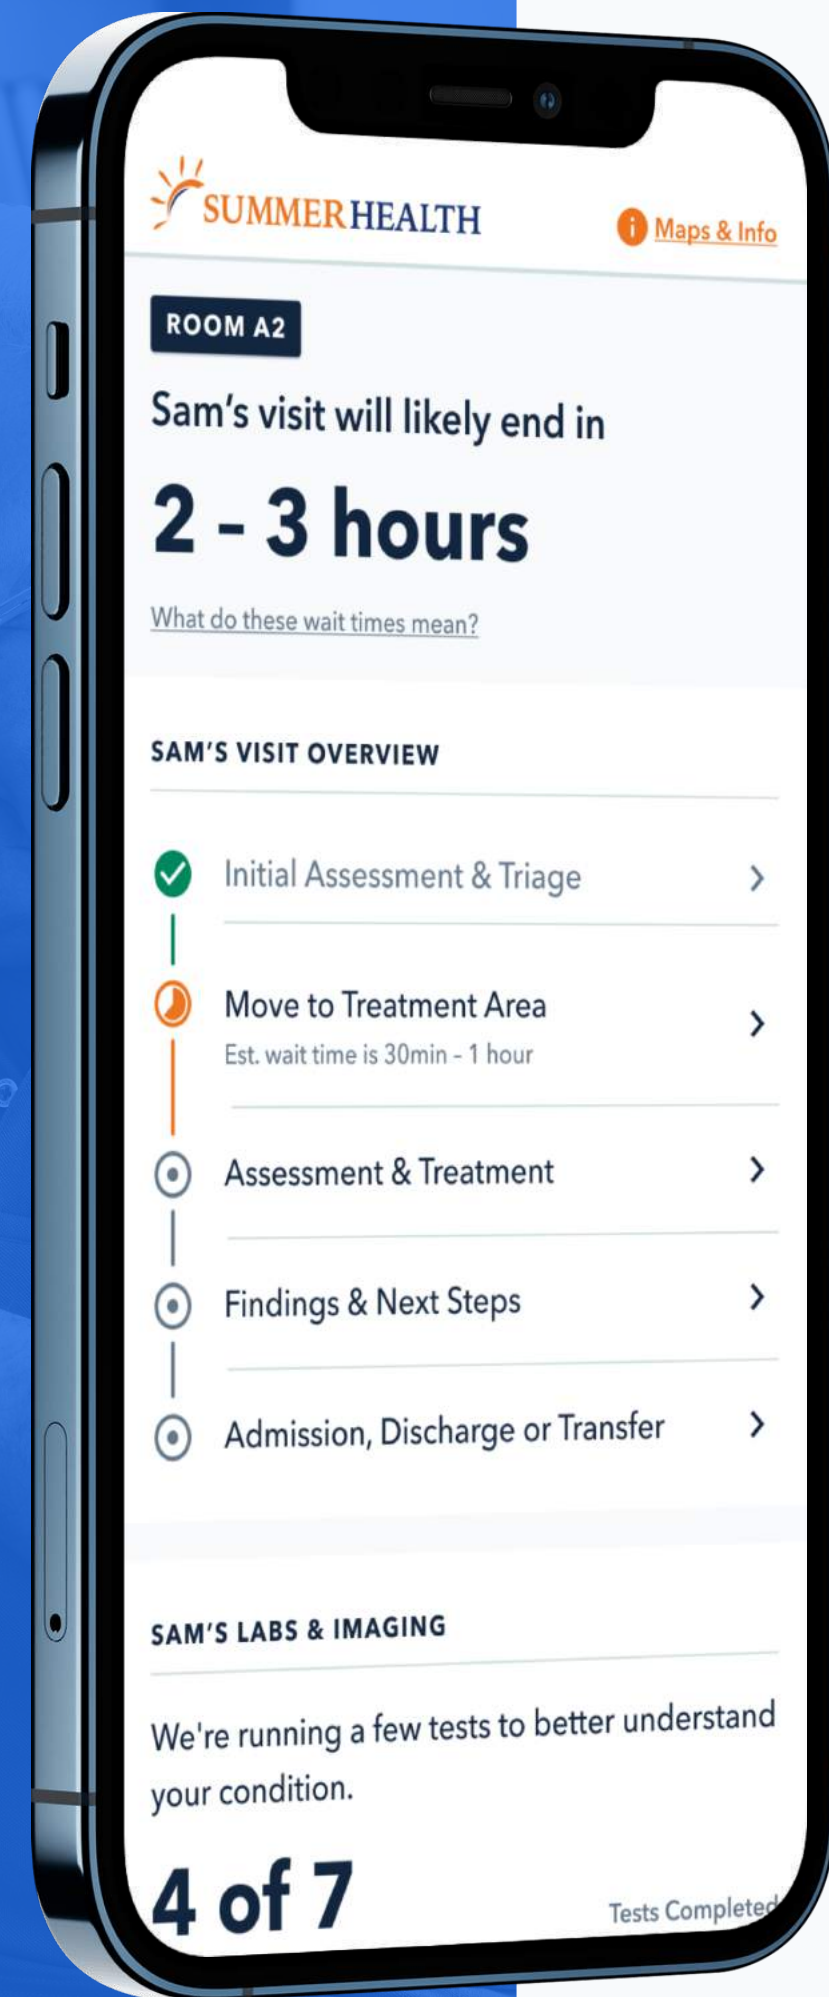 SUMMER HEALTH
i Maps & Info
ROOM A2
Sam's visit will likely end in
2 - 3 hours
What do these wait times mean?
SAM'S VISIT OVERVIEW
Initial Assessment & Triage
Move to Treatment Area
Est. wait time is 30min - 1 hour
Assessment & Treatment
Findings & Next Steps
Admission, Discharge or Transfer
SAM'S LABS & IMAGING
We're running a few tests to better understand
your condition.
4 of 7
Tests Completed